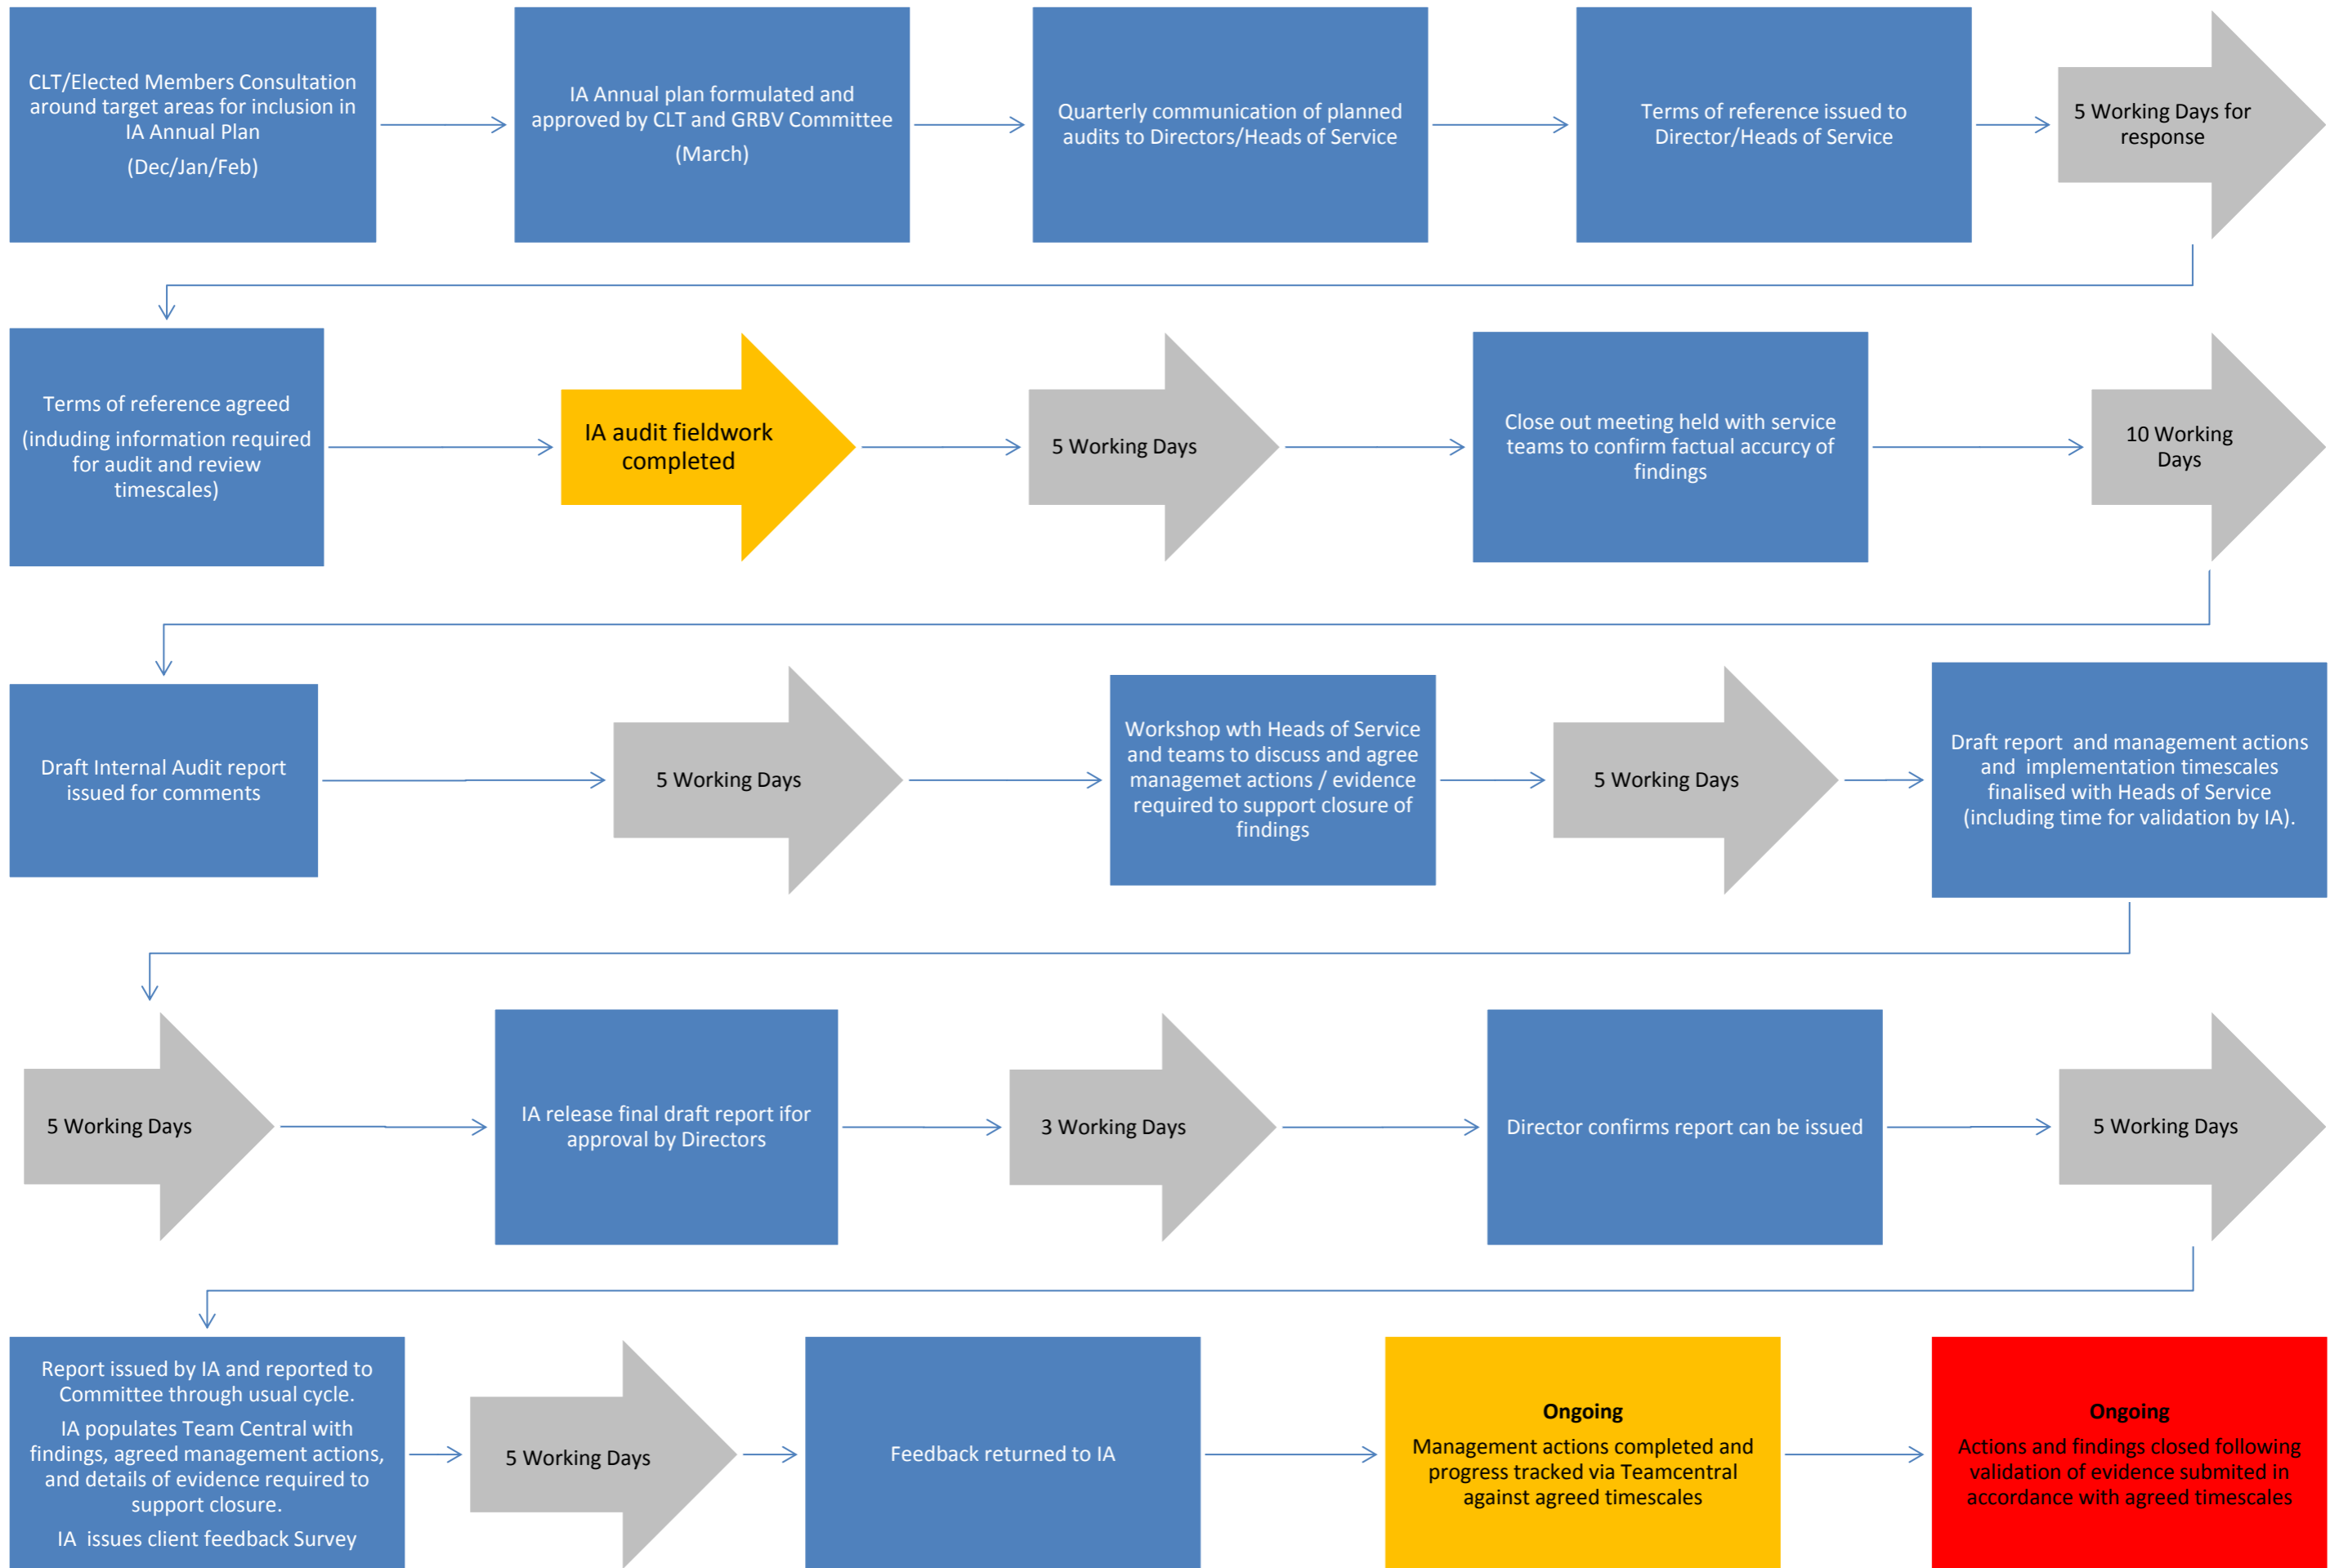 CLT/Elected Members Consultation
around target areas for inclusion in
IA Annual Plan
(Dec/Jan/Feb)
IA Annual plan formulated and
approved by CLT and GRBV Committee
(March)
Quarterly communication of planned
audits to Directors/Heads of Service
Terms of reference issued to
Director/Heads of Service
5 Working Days for
response
Terms of reference agreed
(induding information required
for audit and review
timescales)
IA audit fieldwork
completed
5 Working Days
Close out meeting held with service
teams to confirm factual accurcy of
findings
10 Working
Days
Draft Internal Audit report
issued for comments
5 Working Days
Workshop wth Heads of Service
and teams to discuss and agree
managemet actions / evidence
required to support closure of
findings
5 Working Days
Draft report and management actions
and implementation timescales
finalised with Heads of Service
(including time for validation by IA).
5 Working Days
IA release final draft report ifor
approval by Directors
3 Working Days
Director confirms report can be issued
5 Working Days
Report issued by IA and reported to
Committee through usual cycle.
IA populates Team Central with
findings, agreed management actions,
and details of evidence required to
support closure.
IA issues client feedback Survey
5 Working Days
Feedback returned to IA
Ongoing
Management actions completed and
progress tracked via Teamcentral
against agreed timescales
Ongoing
Actions and findings closed following
validation of evidence submited in
accordance with agreed timescales